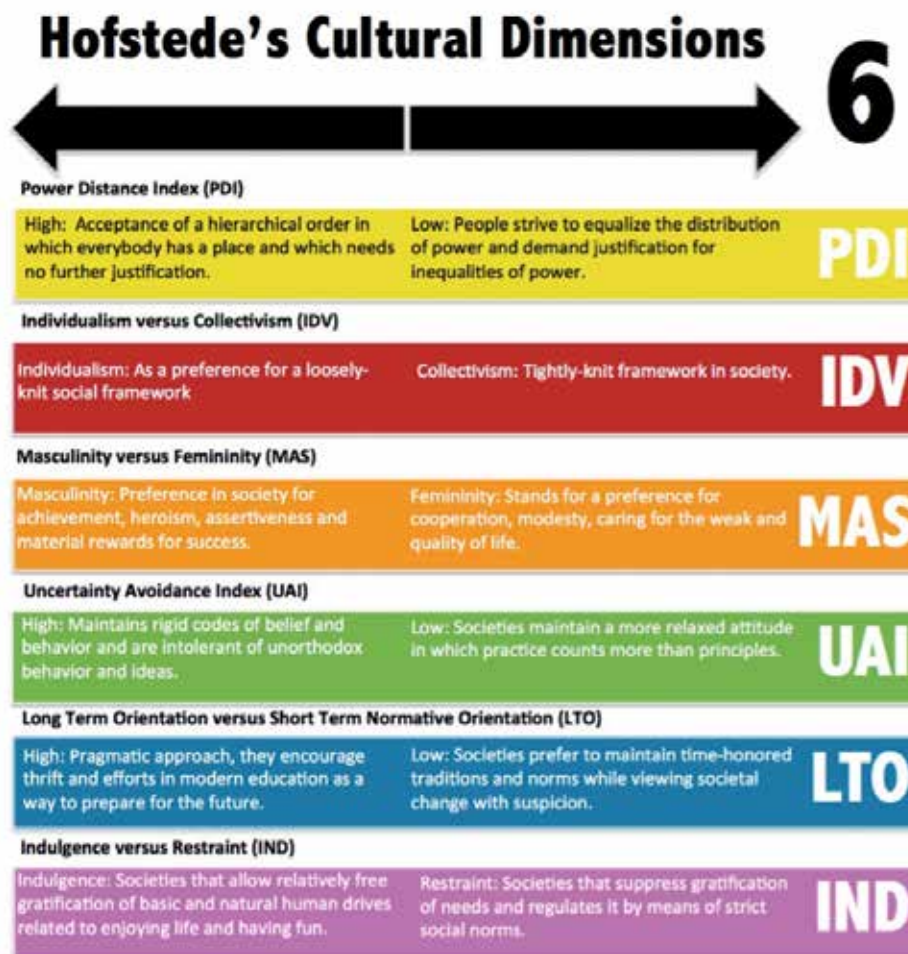 Hofstede's Cultural Dimensions
6
Power Distance Index (PDI)
High: Acceptance of a hierarchical order in
which everybody has a place and which needs
no further justification.
Low: People strive to equalize the distribution
of power and demand justification for
inequalities of power.
PDI
Individualism versus Collectivism (IDV)
Individualism: As a preference for a loosely-
knit social framework
Collectivism: Tightly-knit framework in society.
IDV
Masculinity versus Femininity (MAS)
Masculinity: Preference in society for
achievement, heroism, assertiveness and
material rewards for success.
Femininity: Stands for a preference for
cooperation, modesty, caring for the weak and
quality of life.
MAS
Uncertainty Avoidance Index (UAI)
High: Maintains rigid codes of belief and
behavior and are intolerant of unorthodox
behavior and ideas.
Low: Societies maintain a more relaxed attitude
in which practice counts more than principles.
UAI
Long Term Orientation versus Short Term Normative Orientation (LTO)
High: Pragmatic approach, they encourage
thrift and efforts in modern education as a
way to prepare for the future.
Low: Societies prefer to maintain time-honored
traditions and norms while viewing societal
change with suspicion.
LTO
Indulgence versus Restraint (IND)
Indulgence: Societies that allow relatively free
gratification of basic and natural human drives
related to enjoying life and having fun.
Restraint: Societies that suppress gratification
of needs and regulates it by means of strict
social norms.
IND